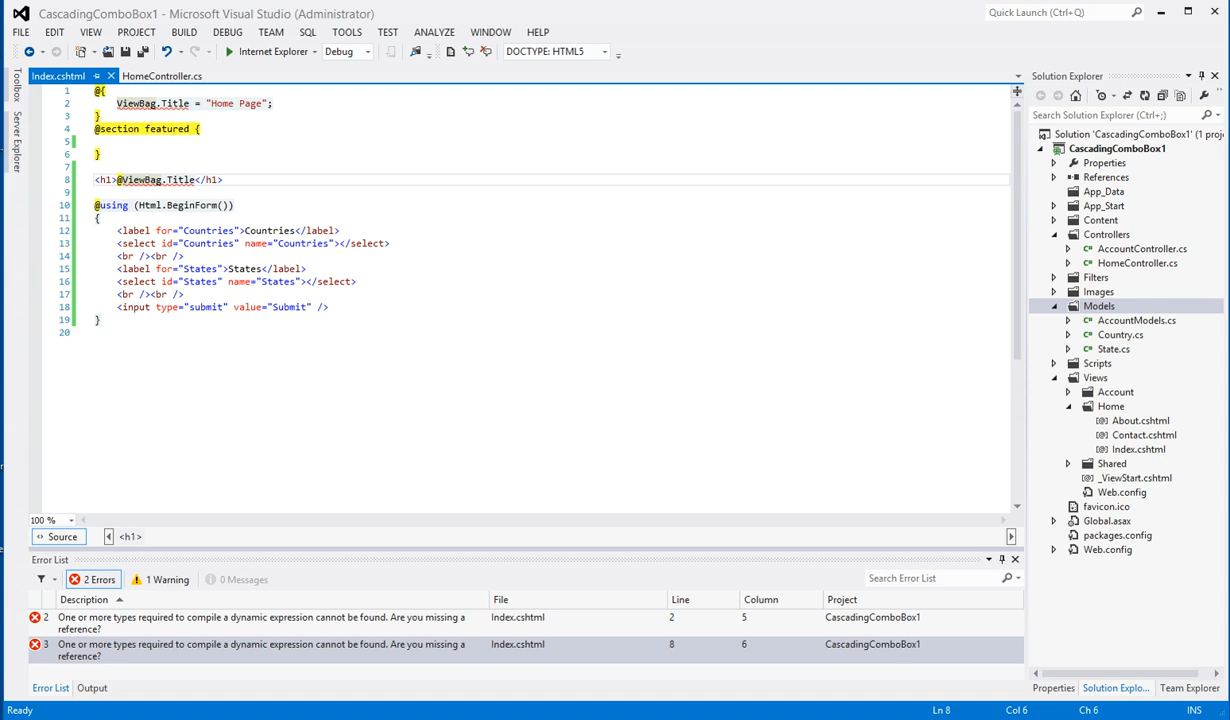 CascadingComboBox1 - Microsoft Visual Studio (Administrator)
Quick Launch (Ctrl+Q)
FILE EDIT VIEW PROJECT BUILD DEBUG TEAM SQL TOOLS TEST ANALYZE WINDOW HELP
Internet Explorer Debug DOCTYPE: HTML5
Toolbox
Server Explorer
Index.cshtml HomeController.cs
1 @{
2 ViewBag.Title = "Home Page";
3 }
4 @section featured {
5
6 }
7
8 <h1>@ViewBag.Title</h1>
9
10 @using (Html.BeginForm())
11 {
12 <label for="Countries">Countries</label>
13 <select id="Countries" name="Countries"></select>
14 <br /><br />
15 <label for="States">States</label>
16 <select id="States" name="States"></select>
17 <br /><br />
18 <input type="submit" value="Submit" />
19 }
20
100 %
Source <h1>
Solution Explorer
Search Solution Explorer (Ctrl+;)
Solution 'CascadingComboBox1' (1 proje
CascadingComboBox1
Properties
References
App_Data
App_Start
Content
Controllers
AccountController.cs
HomeController.cs
Filters
Images
Models
AccountModels.cs
Country.cs
State.cs
Scripts
Views
Account
Home
About.cshtml
Contact.cshtml
Index.cshtml
Shared
_ViewStart.cshtml
Web.config
favicon.ico
Global.asax
packages.config
Web.config
Error List
2 Errors 1 Warning 0 Messages Search Error List
Description File Line Column Project
2 One or more types required to compile a dynamic expression cannot be found. Are you missing a Index.cshtml 2 5 CascadingComboBox1
reference?
3 One or more types required to compile a dynamic expression cannot be found. Are you missing a Index.cshtml 8 6 CascadingComboBox1
reference?
Error List Output
Properties Solution Explo... Team Explorer
Ready Ln 8 Col 6 Ch 6 INS